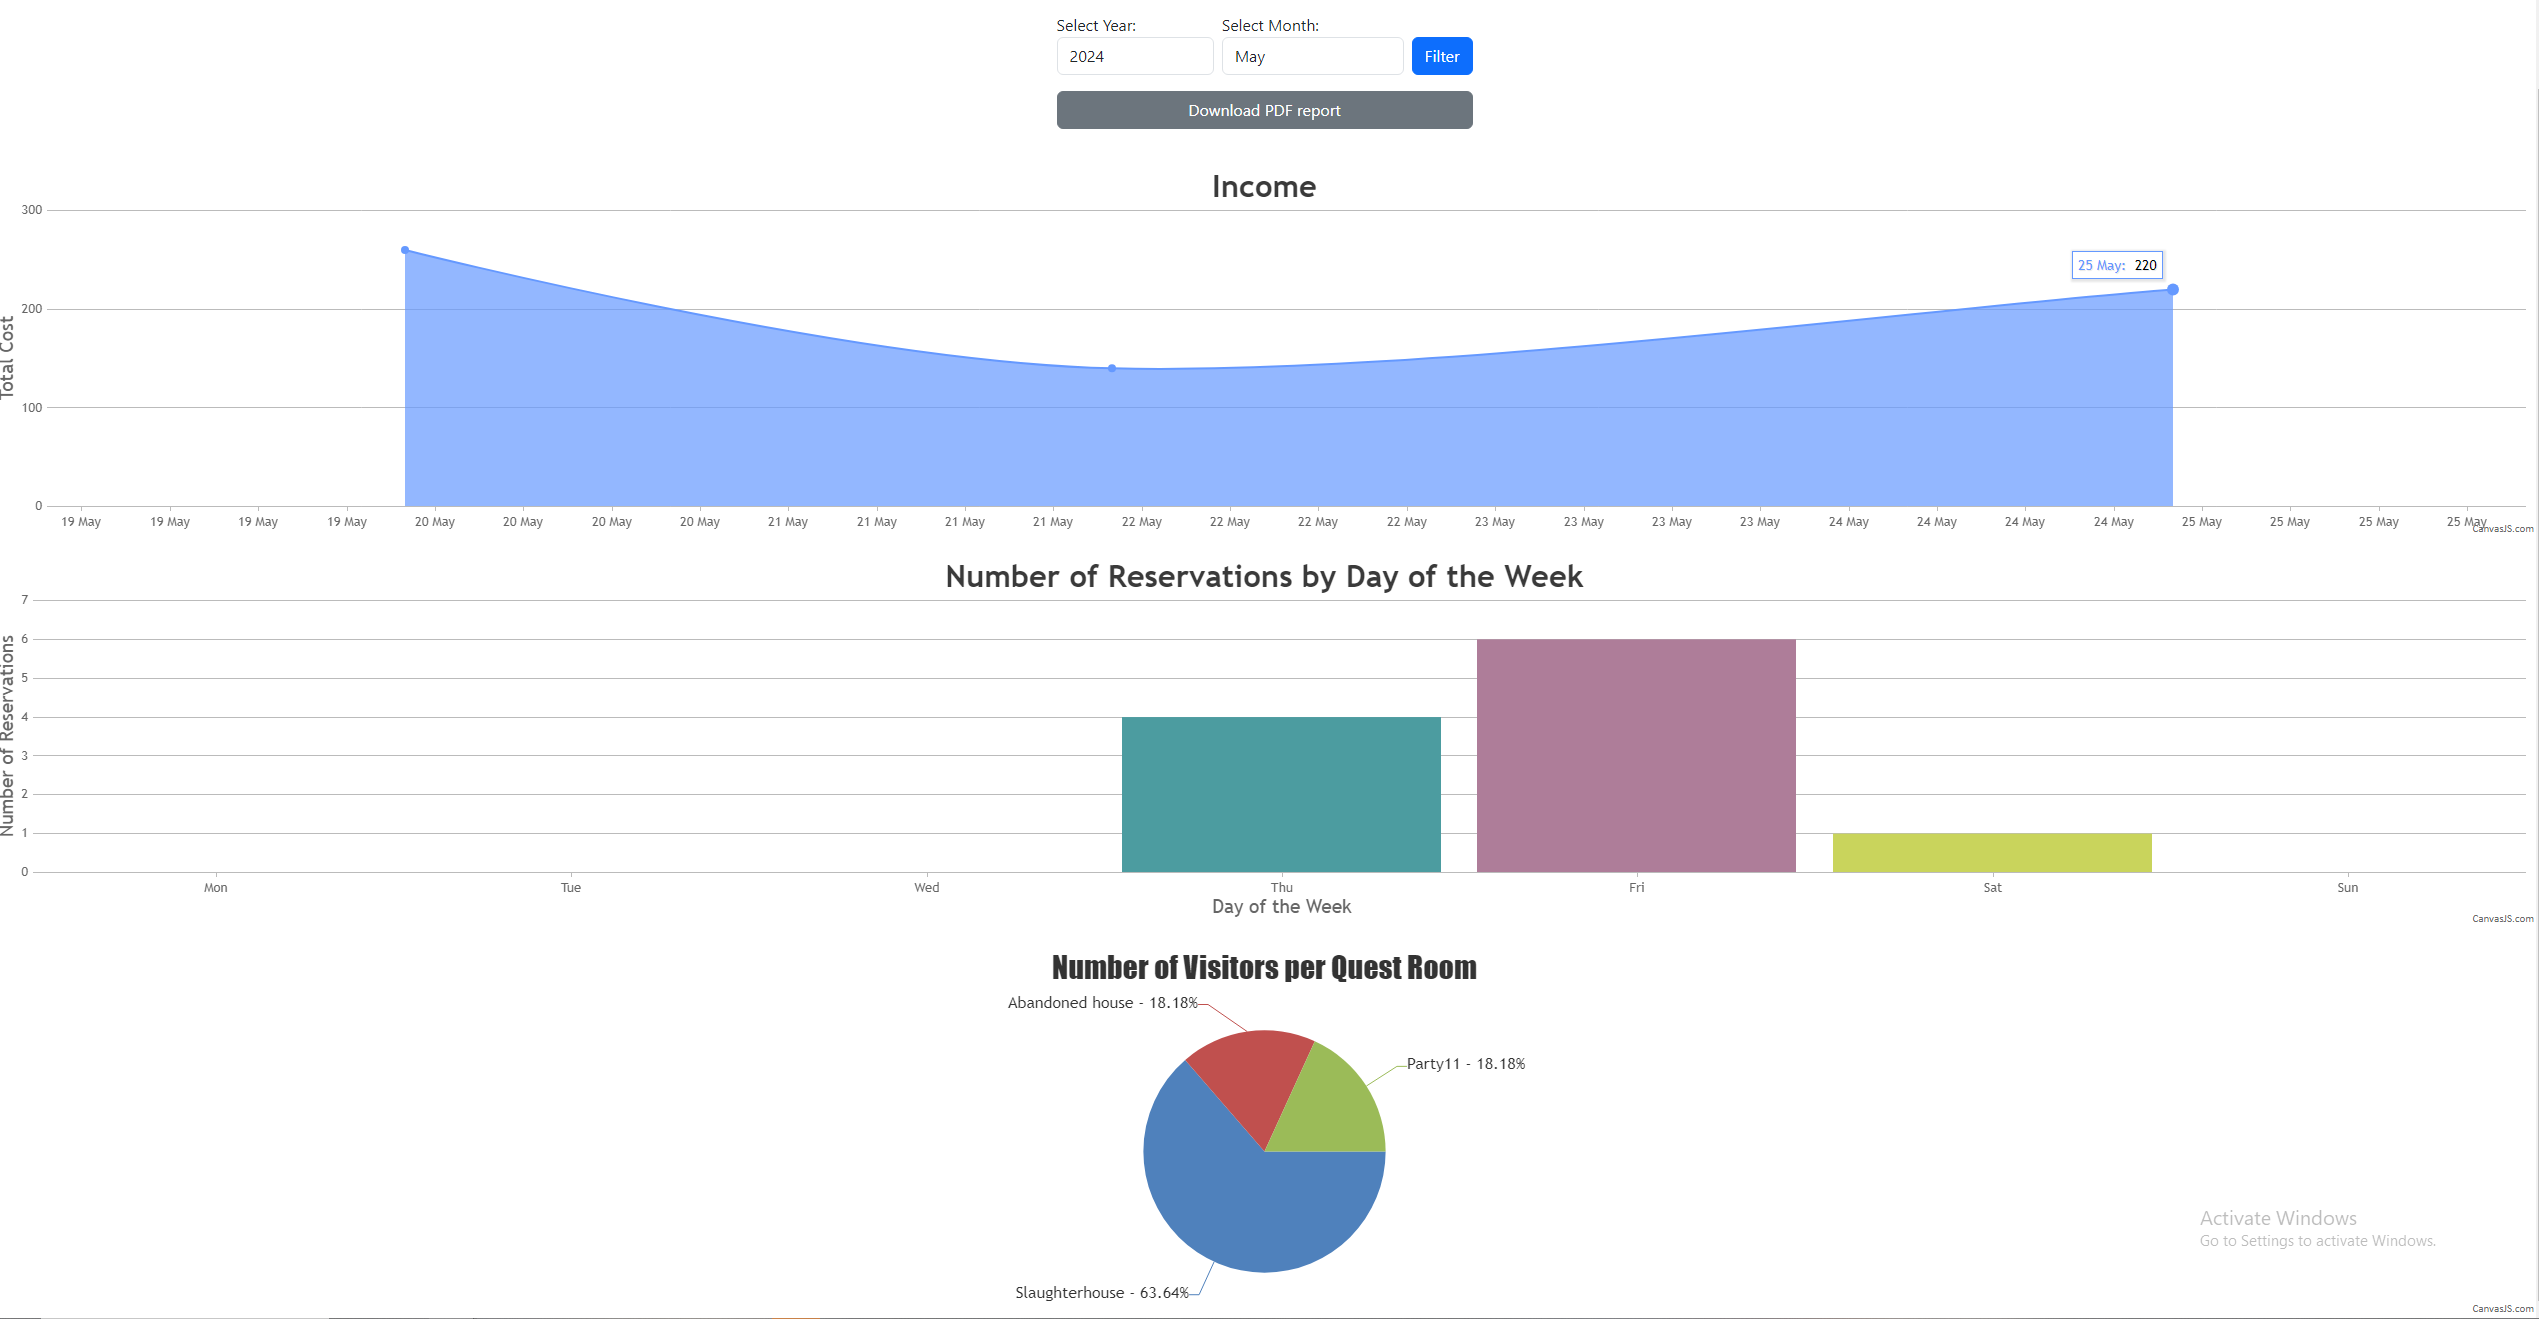 Select Year: Select Month:
2024 May Filter
Download PDF report
Income
300
200
100
0
Total Cost
25 May: 220
19 May 19 May 19 May 19 May 20 May 20 May 20 May 20 May 21 May 21 May 21 May 21 May 22 May 22 May 22 May 22 May 23 May 23 May 23 May 23 May 24 May 24 May 24 May 24 May 25 May 25 May 25 May 25 May
CanvasJS.com
Number of Reservations by Day of the Week
7
6
5
4
3
2
1
0
Number of Reservations
Mon Tue Wed Thu Fri Sat Sun
Day of the Week
CanvasJS.com
Number of Visitors per Quest Room
Abandoned house - 18.18%
Party11 - 18.18%
Slaughterhouse - 63.64%
Activate Windows
Go to Settings to activate Windows.
CanvasJS.com